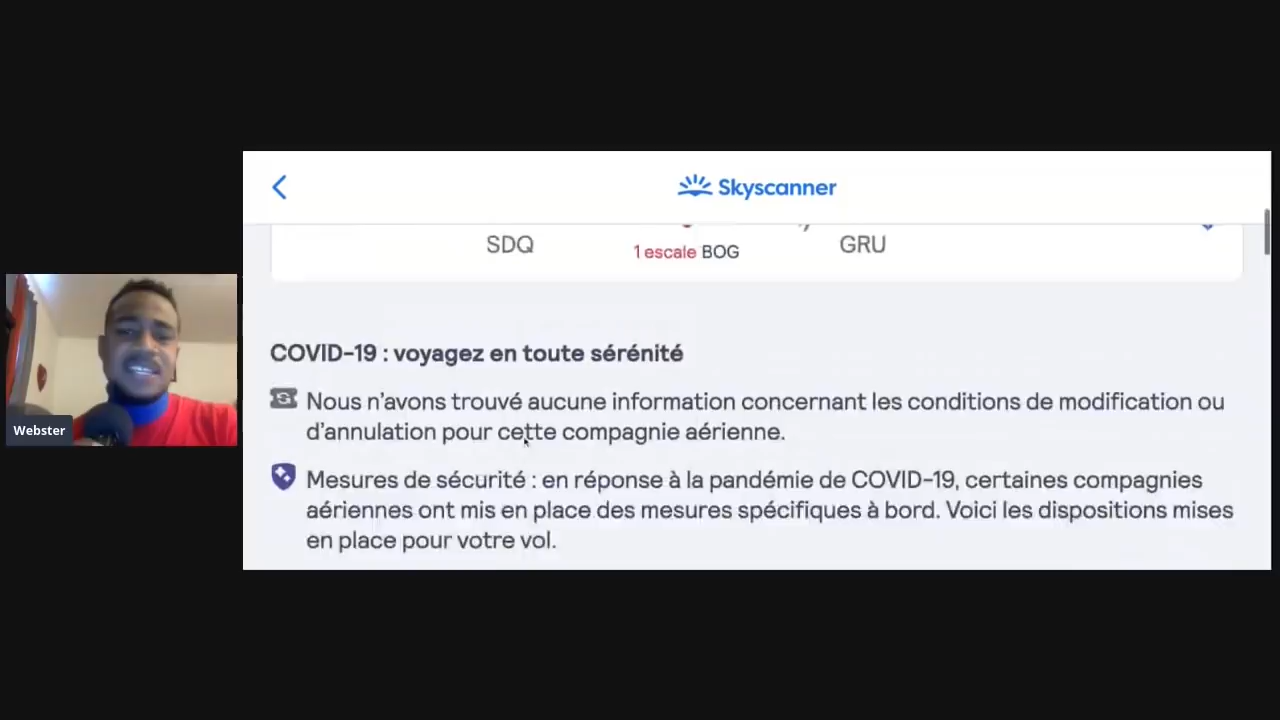 Skyscanner
SDQ
GRU
1 escale BOG
COVID-19 : voyagez en toute sérénité
Nous n'avons trouvé aucune information concernant les conditions de modification ou
d'annulation pour cette compagnie aérienne.
Webster
Mesures de sécurité : en réponse à la pandémie de COVID-19, certaines compagnies
aériennes ont mis en place des mesures spécifiques à bord. Voici les dispositions mises
en place pour votre vol.